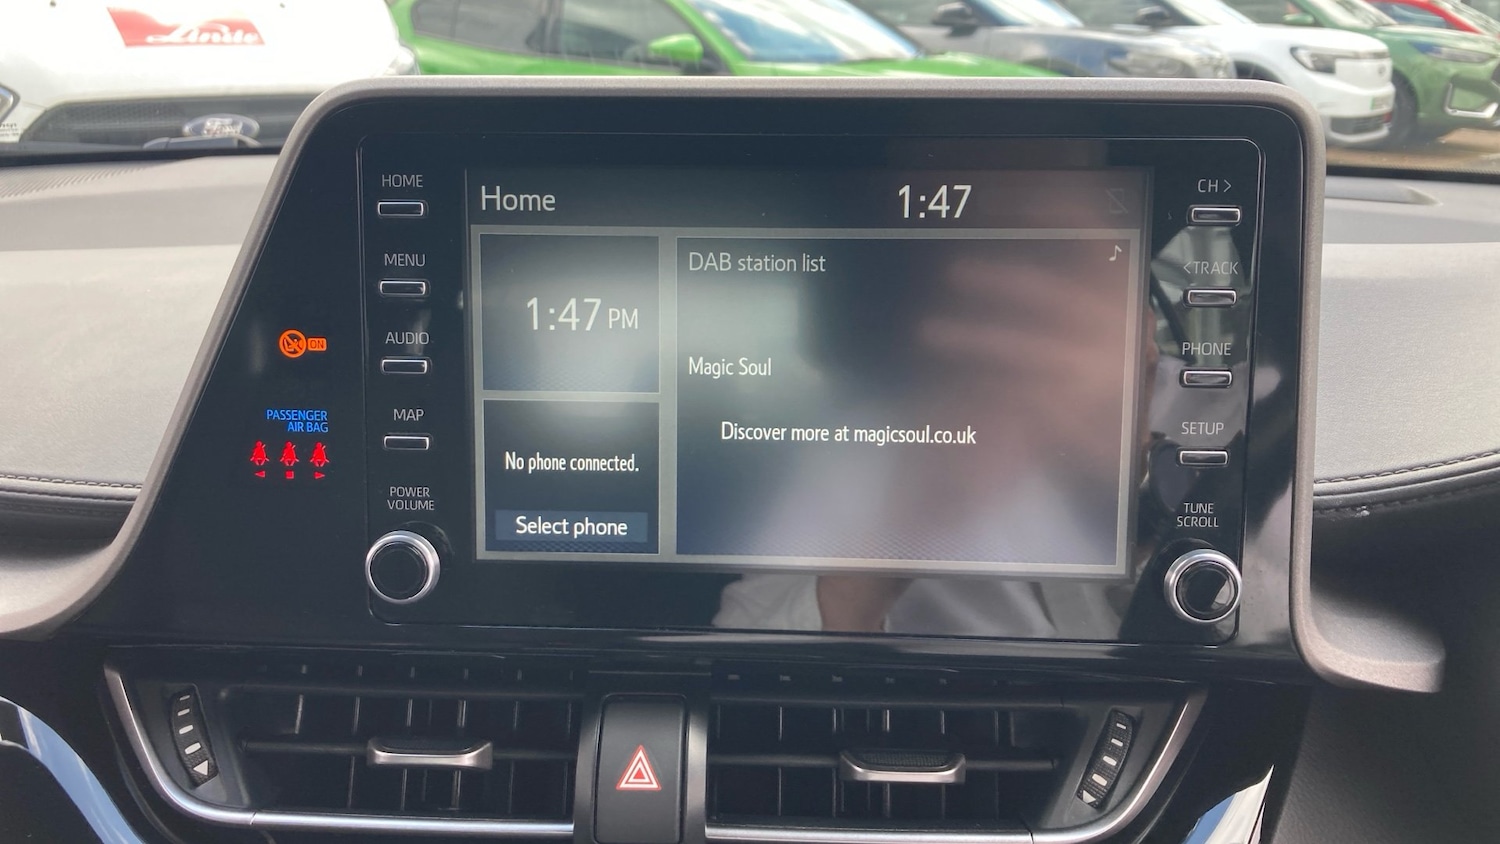 Linde
Ford
HOME
MENU
AUDIO
MAP
POWER
VOLUME
ON
PASSENGER
AIR BAG
Home
1:47
1:47 PM
No phone connected.
Select phone
DAB station list
Magic Soul
Discover more at magicsoul.co.uk
CH >
<TRACK
PHONE
SETUP
TUNE
SCROLL